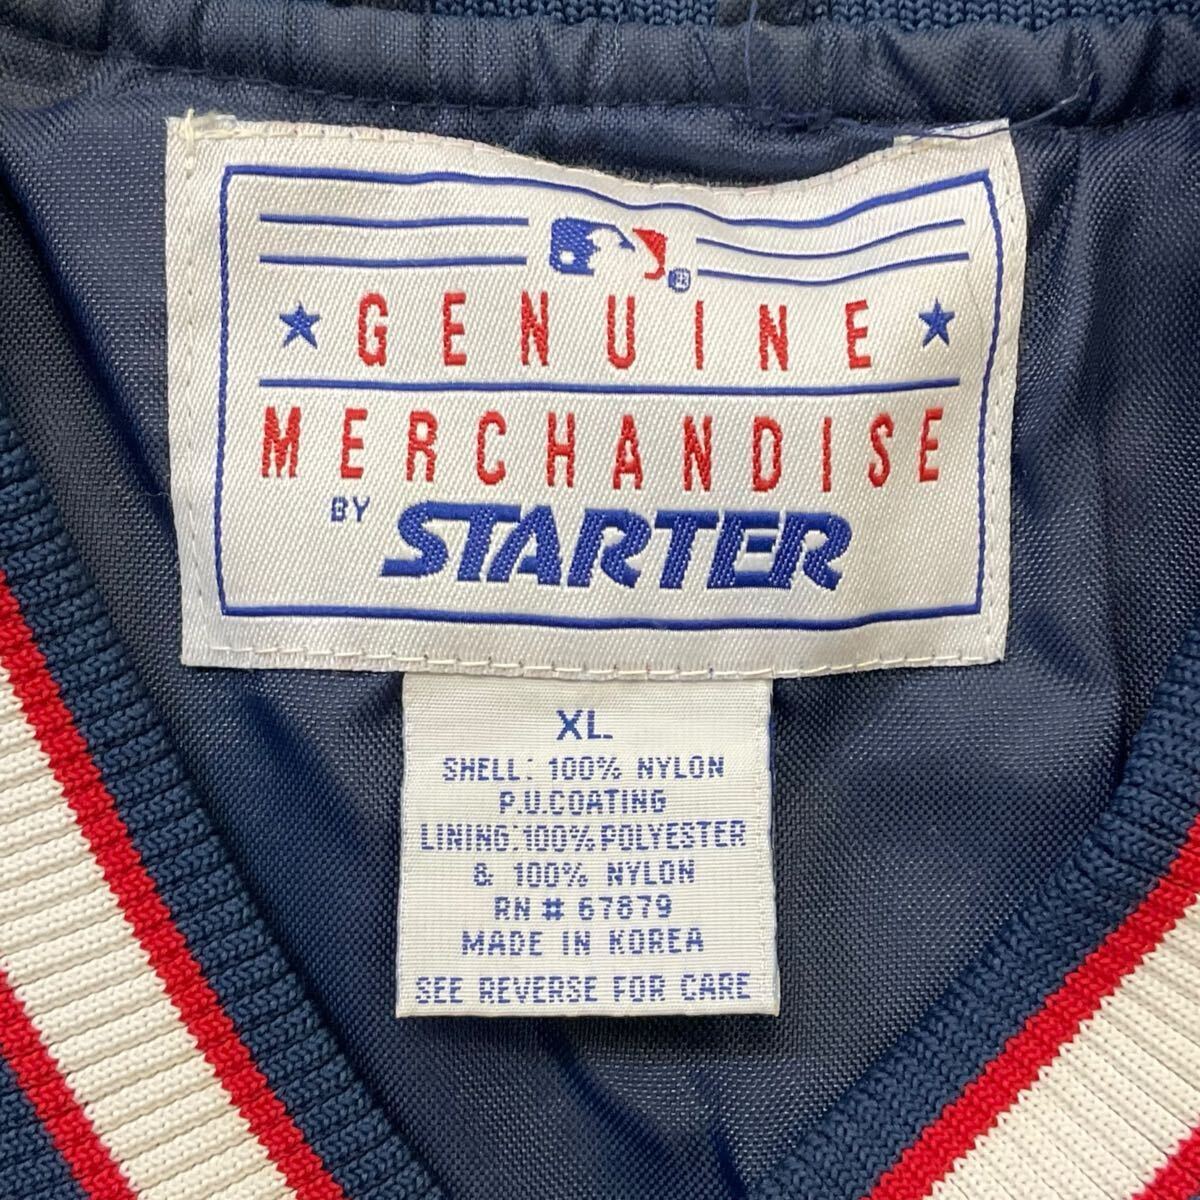 GENUINE
MERCHANDISE
BY STARTER
XL
SHELL: 100% NYLON
P.U.COATING
LINING:100%POLYESTER
& 100% NYLON
RN # 67879
MADE IN KOREA
SEE REVERSE FOR CARE